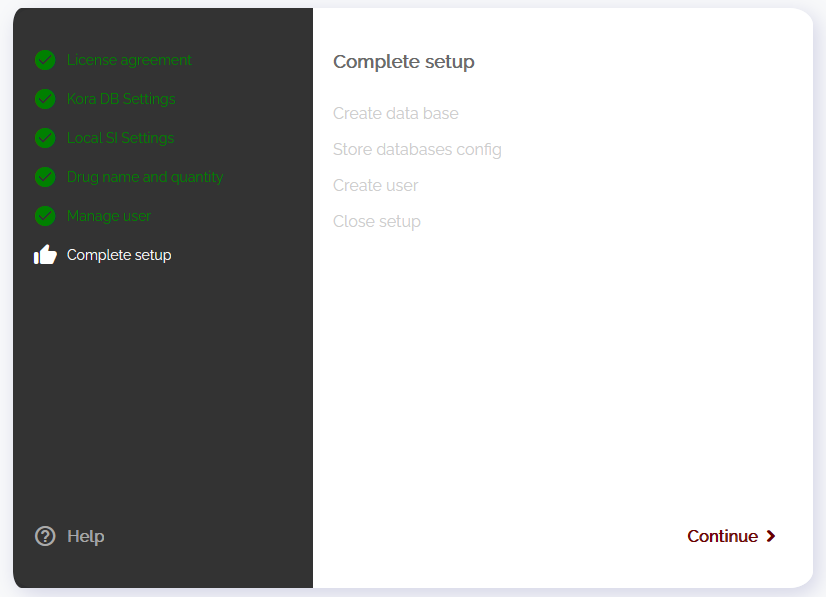 License agreement
Kora DB Settings
Local SI Settings
Drug name and quantity
Manage user
Complete setup
Help
Complete setup
Create data base
Store databases config
Create user
Close setup
Continue